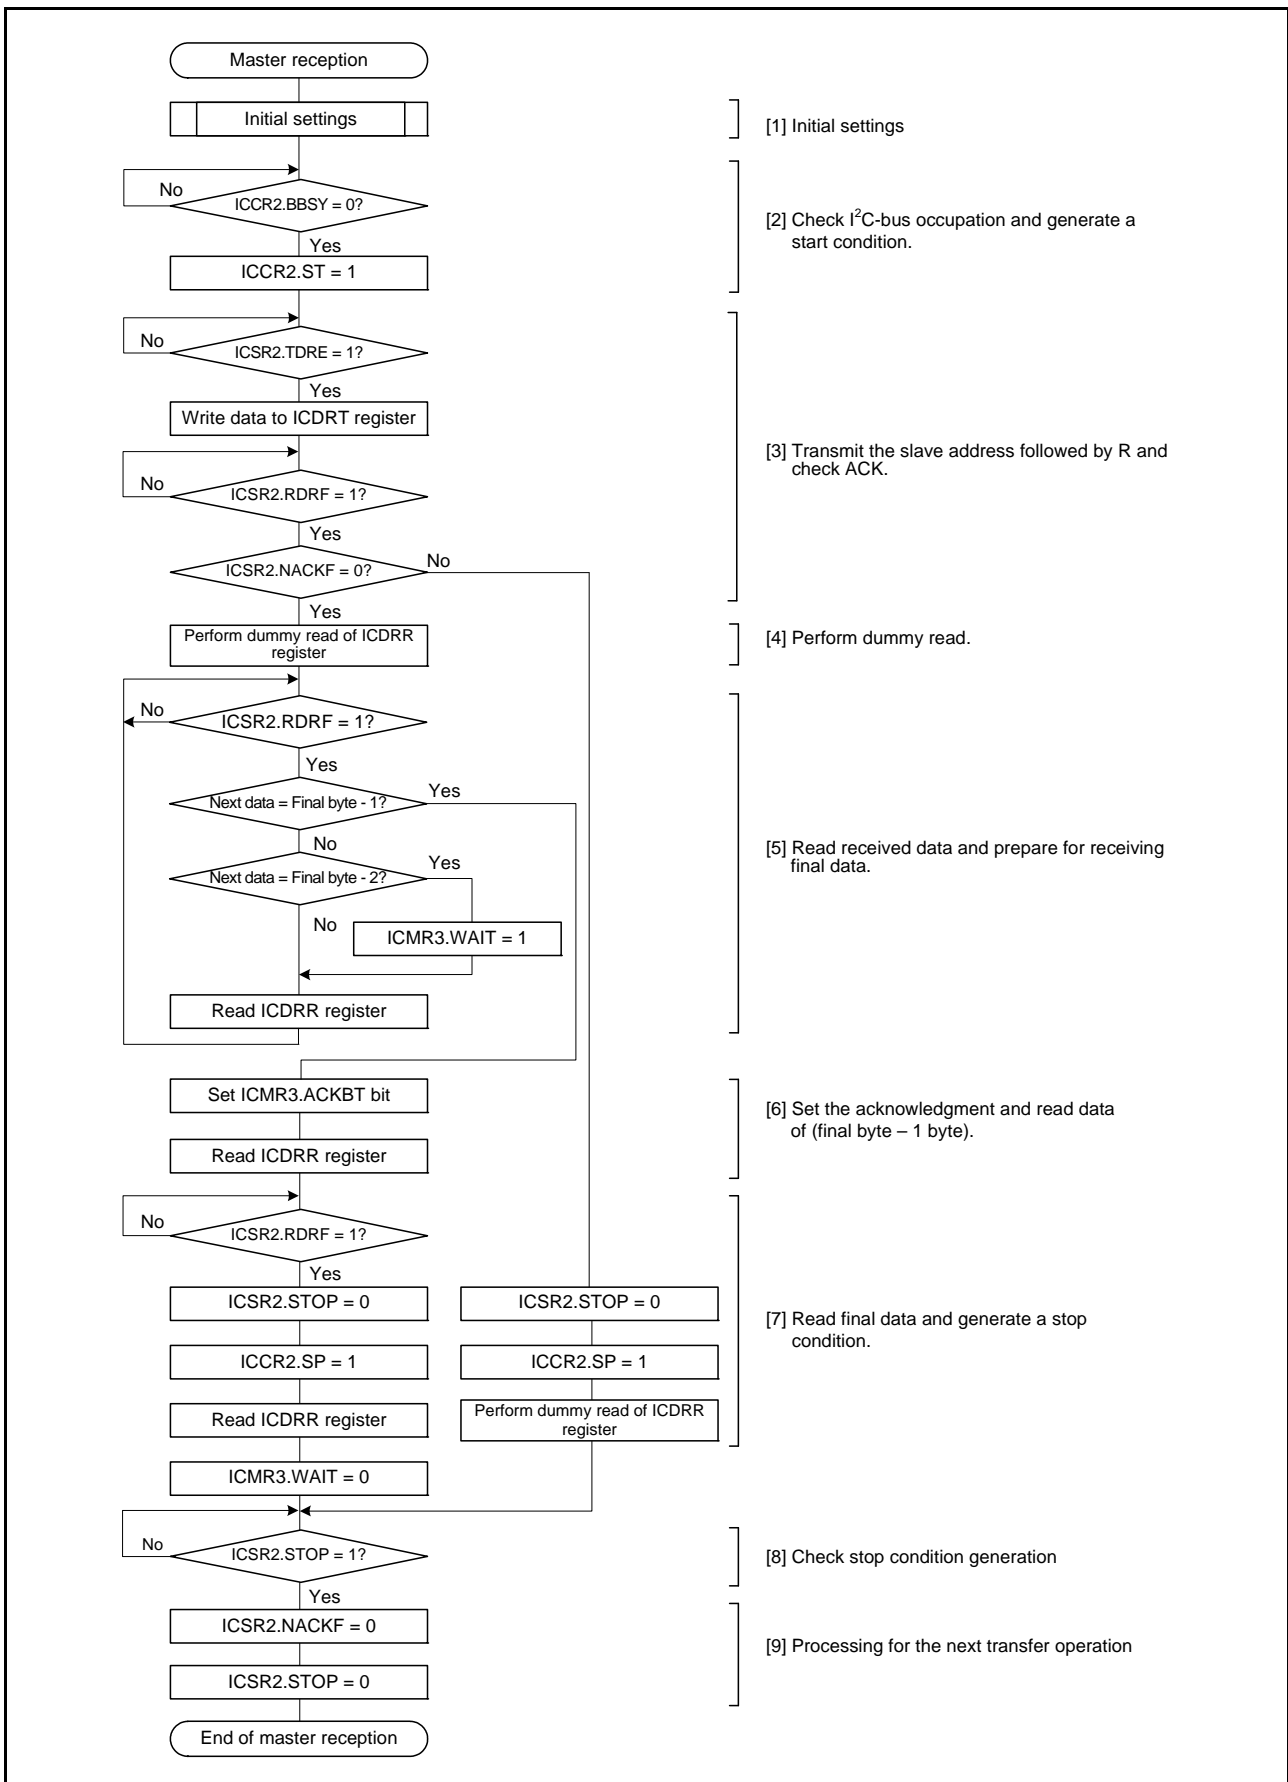 Master reception
Initial settings
[1] Initial settings
No
ICCR2.BBSY = 0?
Yes
ICCR2.ST = 1
[2] Check I²C-bus occupation and generate a
start condition.
No
ICSR2.TDRE = 1?
Yes
Write data to ICDRT register
No
ICSR2.RDRF = 1?
Yes
ICSR2.NACKF = 0?
No
Yes
[3] Transmit the slave address followed by R and
check ACK.
Perform dummy read of ICDRR
register
[4] Perform dummy read.
No
ICSR2.RDRF = 1?
Yes
Next data = Final byte - 1?
Yes
No
Next data = Final byte - 2?
Yes
No
ICMR3.WAIT = 1
Read ICDRR register
[5] Read received data and prepare for receiving
final data.
Set ICMR3.ACKBT bit
Read ICDRR register
[6] Set the acknowledgment and read data
of (final byte – 1 byte).
No
ICSR2.RDRF = 1?
Yes
ICSR2.STOP = 0
ICCR2.SP = 1
Read ICDRR register
ICMR3.WAIT = 0
ICSR2.STOP = 0
ICCR2.SP = 1
Perform dummy read of ICDRR
register
[7] Read final data and generate a stop
condition.
No
ICSR2.STOP = 1?
Yes
[8] Check stop condition generation
ICSR2.NACKF = 0
ICSR2.STOP = 0
[9] Processing for the next transfer operation
End of master reception